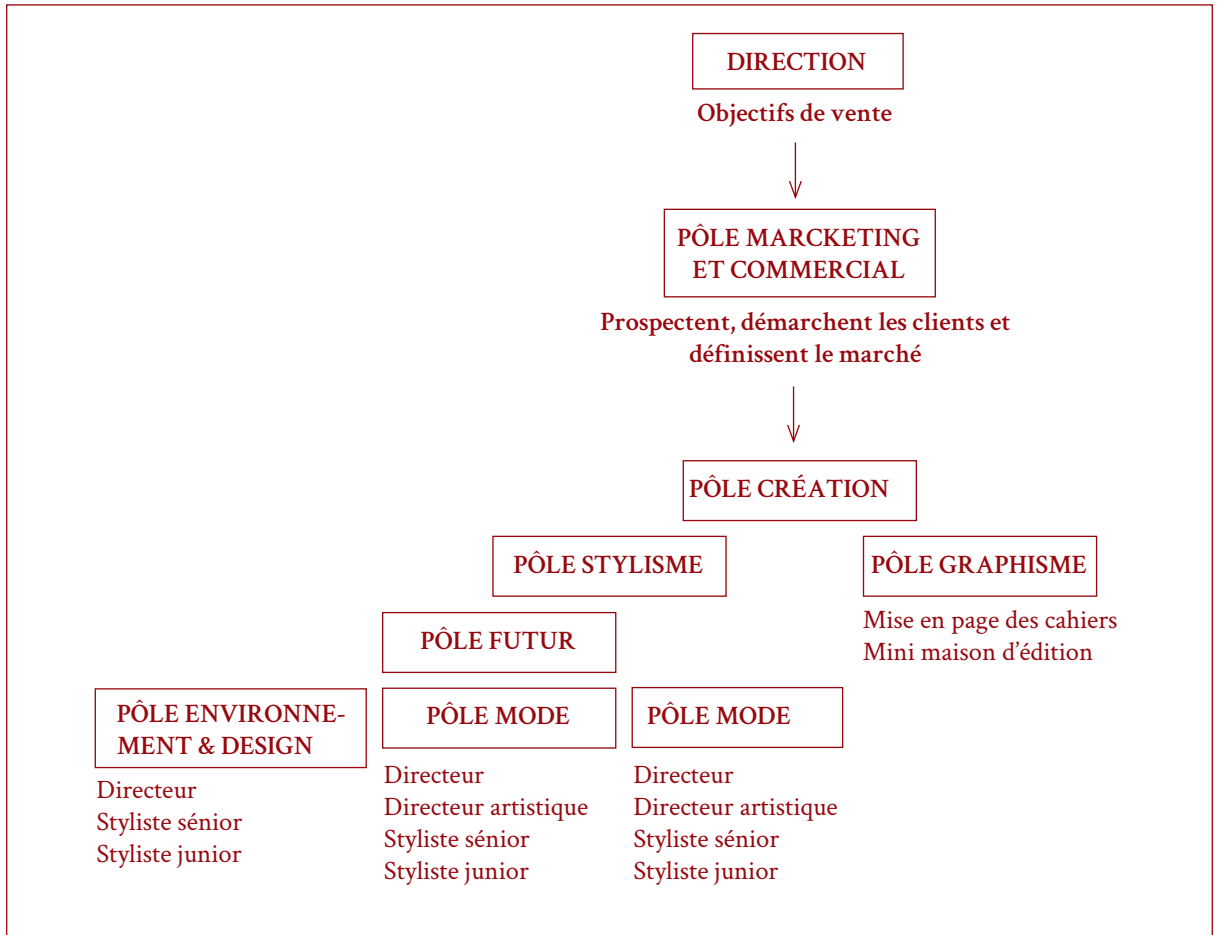 DIRECTION
Objectifs de vente
PÔLE MARCKETING
ET COMMERCIAL
Prospectent, démarchent les clients et
définissent le marché
PÔLE CRÉATION
PÔLE STYLISME
PÔLE GRAPHISME
Mise en page des cahiers
Mini maison d’édition
PÔLE FUTUR
PÔLE ENVIRONNE-
MENT & DESIGN
Directeur
Styliste sénior
Styliste junior
PÔLE MODE
Directeur
Directeur artistique
Styliste sénior
Styliste junior
PÔLE MODE
Directeur
Directeur artistique
Styliste sénior
Styliste junior